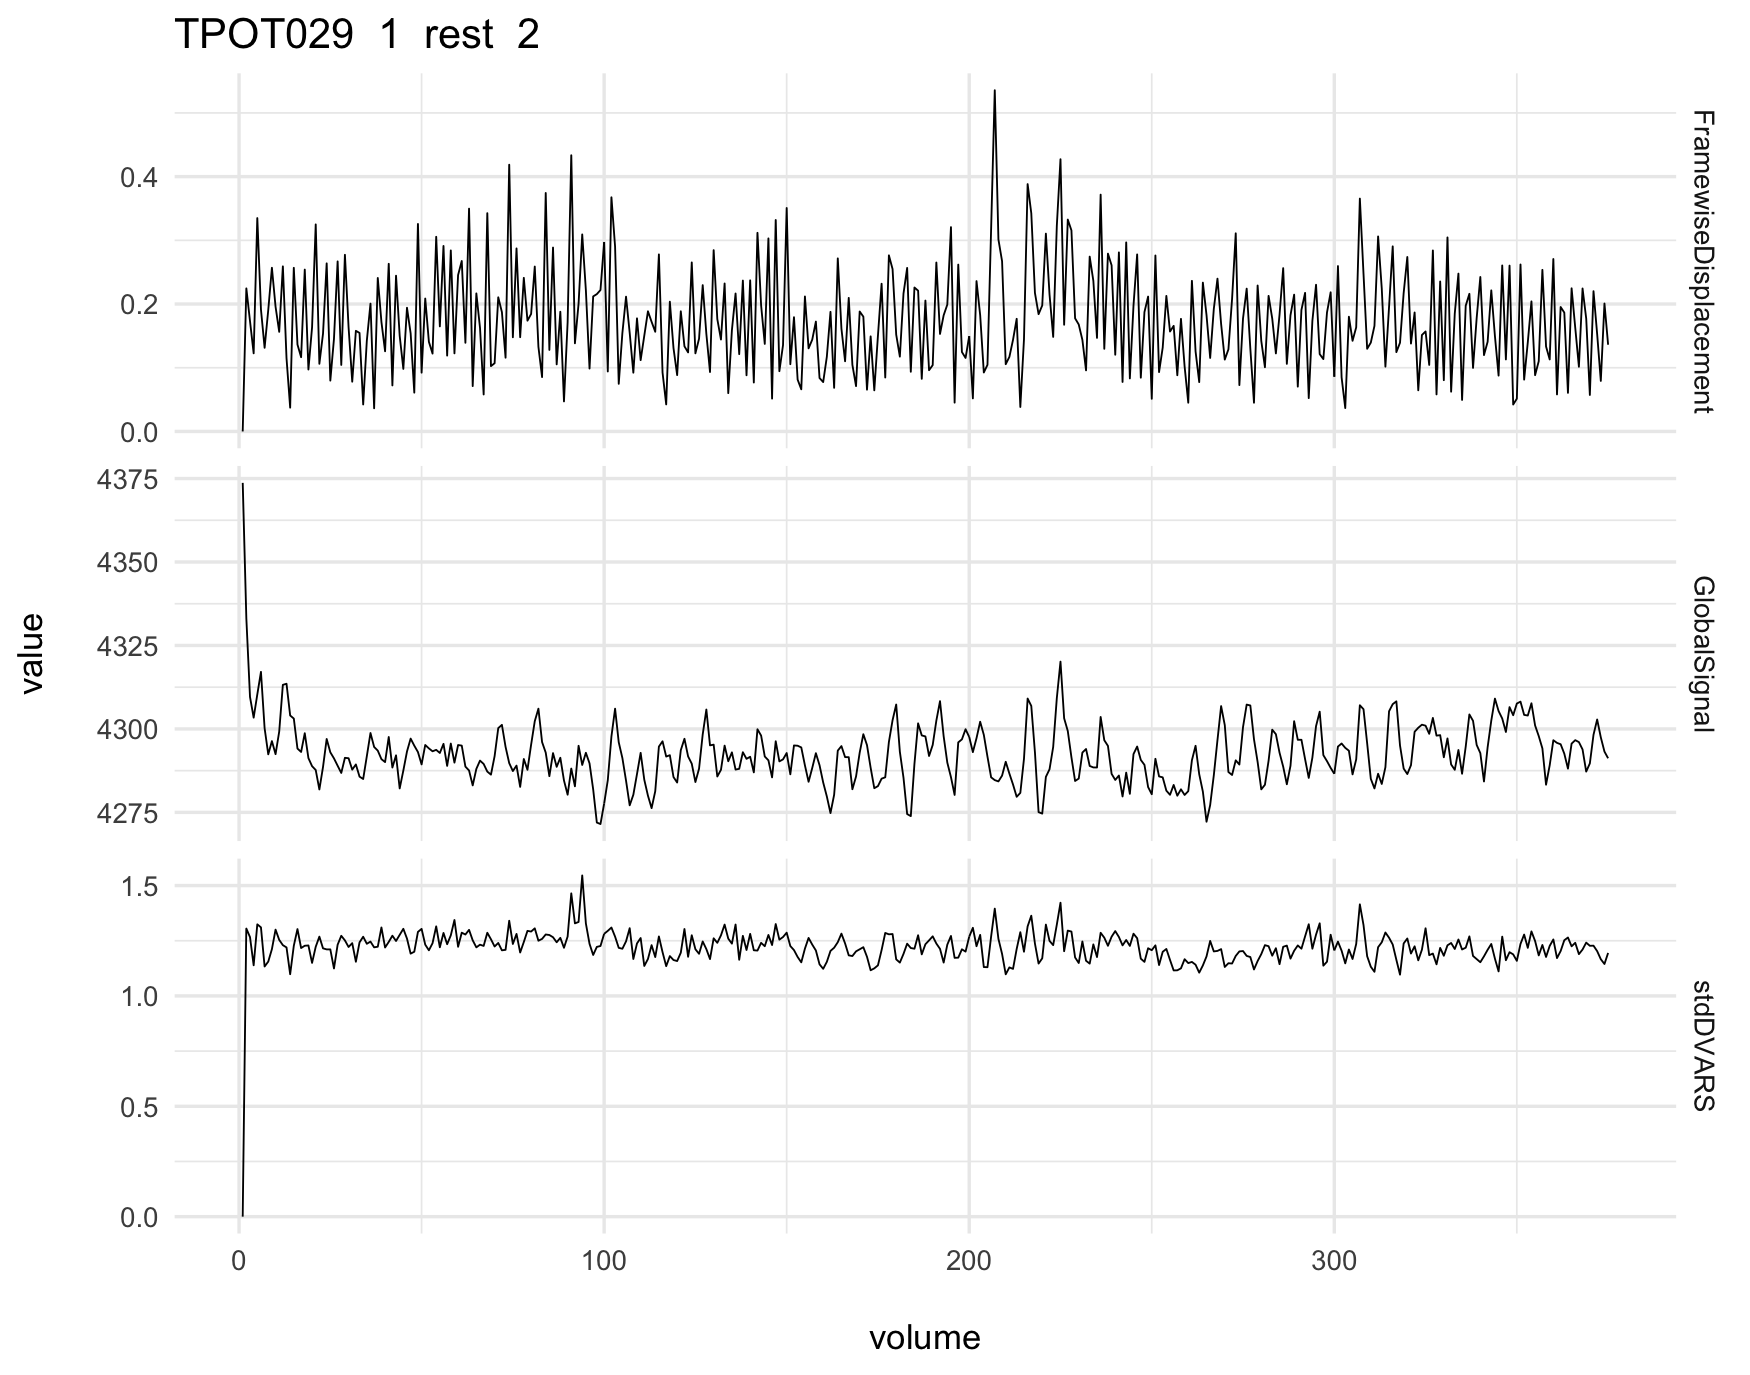 TPOT029 1 rest 2
0.4
0.2
0.0
FramewiseDisplacement
4375
4350
4325
4300
4275
GlobalSignal
value
1.5
1.0
0.5
0.0
stdDVARS
0 100 200 300
volume